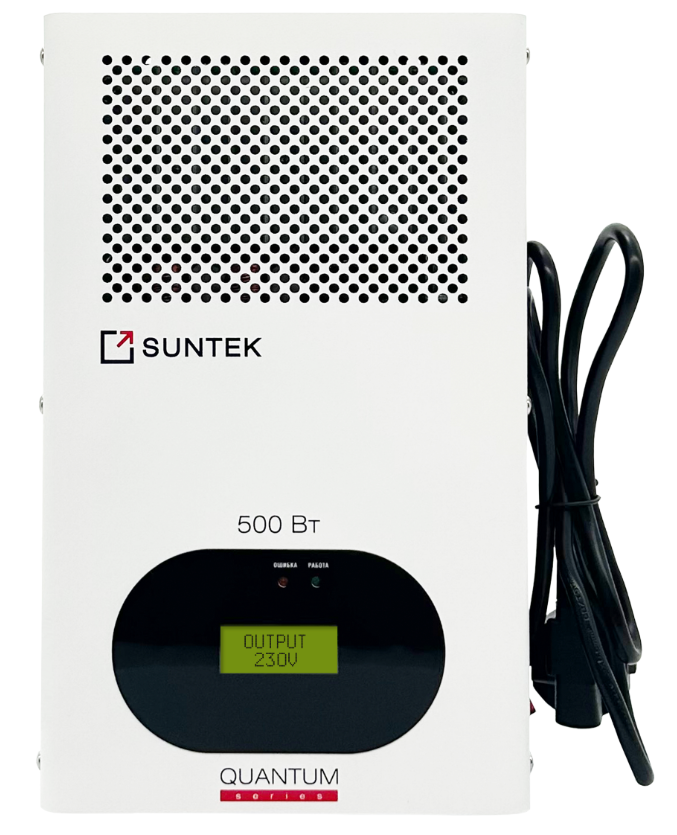 SUNTEK
500 Вт
ОШИБКА РАБОТА
OUTPUT
230V
QUANTUM
series